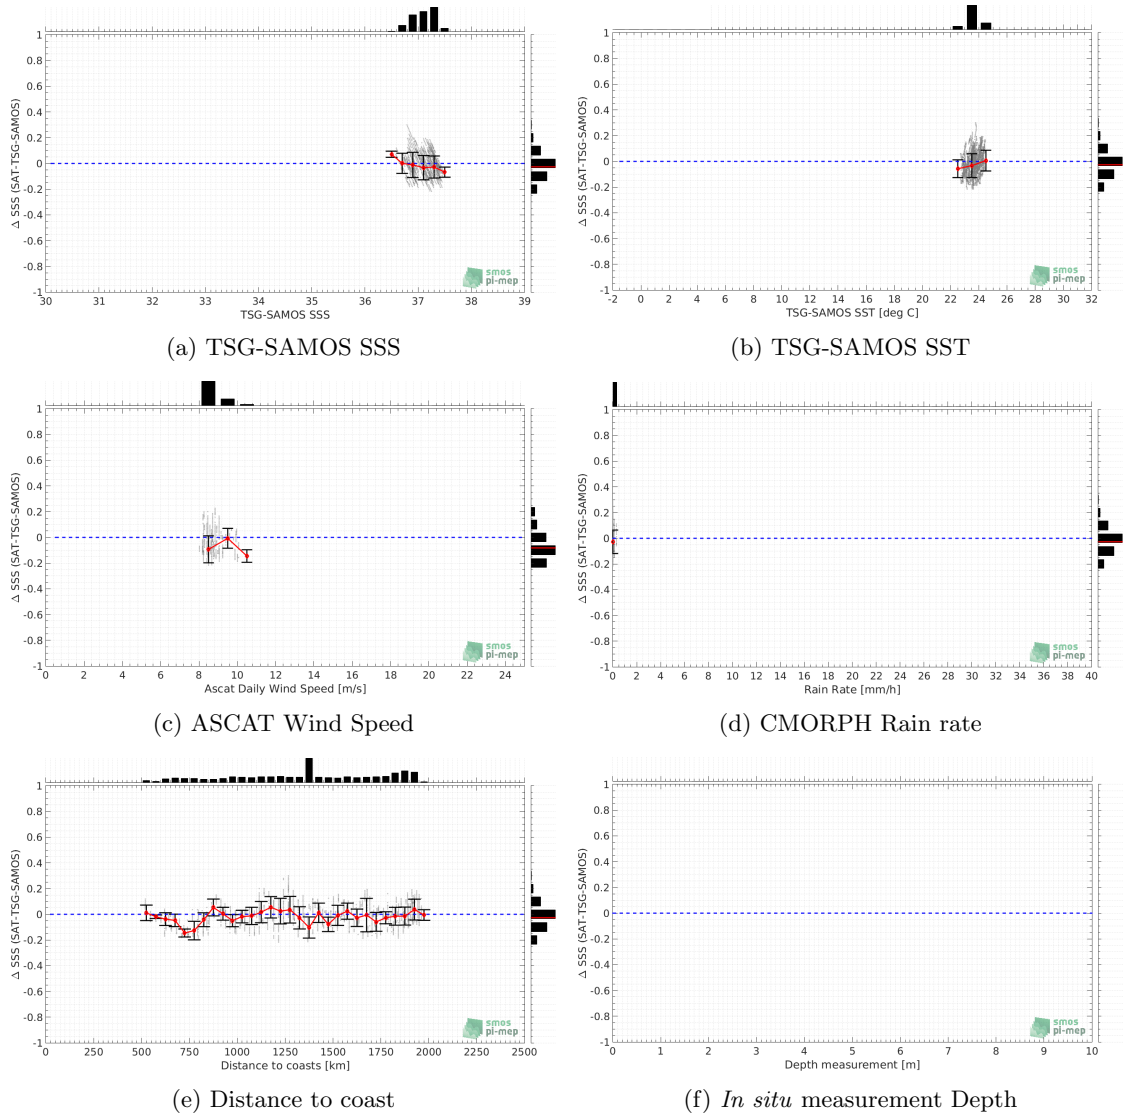 1
0.8
0.6
0.4
0.2
0
-0.2
-0.4
-0.6
-0.8
-1
Δ SSS (SAT-TSG-SAMOS)
smos
pi-mep
30 31 32 33 34 35 36 37 38 39
TSG-SAMOS SSS
(a) TSG-SAMOS SSS
1
0.8
0.6
0.4
0.2
0
-0.2
-0.4
-0.6
-0.8
-1
Δ SSS (SAT-TSG-SAMOS)
smos
pi-mep
-2 0 2 4 6 8 10 12 14 16 18 20 22 24 26 28 30 32
TSG-SAMOS SST [deg C]
(b) TSG-SAMOS SST
1
0.8
0.6
0.4
0.2
0
-0.2
-0.4
-0.6
-0.8
-1
Δ SSS (SAT-TSG-SAMOS)
smos
pi-mep
0 2 4 6 8 10 12 14 16 18 20 22 24
Ascat Daily Wind Speed [m/s]
(c) ASCAT Wind Speed
1
0.8
0.6
0.4
0.2
0
-0.2
-0.4
-0.6
-0.8
-1
Δ SSS (SAT-TSG-SAMOS)
smos
pi-mep
0 2 4 6 8 10 12 14 16 18 20 22 24 26 28 30 32 34 36 38 40
Rain Rate [mm/h]
(d) CMORPH Rain rate
1
0.8
0.6
0.4
0.2
0
-0.2
-0.4
-0.6
-0.8
-1
Δ SSS (SAT-TSG-SAMOS)
smos
pi-mep
0 250 500 750 1000 1250 1500 1750 2000 2250 2500
Distance to coasts [km]
(e) Distance to coast
1
0.8
0.6
0.4
0.2
0
-0.2
-0.4
-0.6
-0.8
-1
Δ SSS (SAT-TSG-SAMOS)
smos
pi-mep
0 1 2 3 4 5 6 7 8 9 10
Depth measurement [m]
(f) In situ measurement Depth